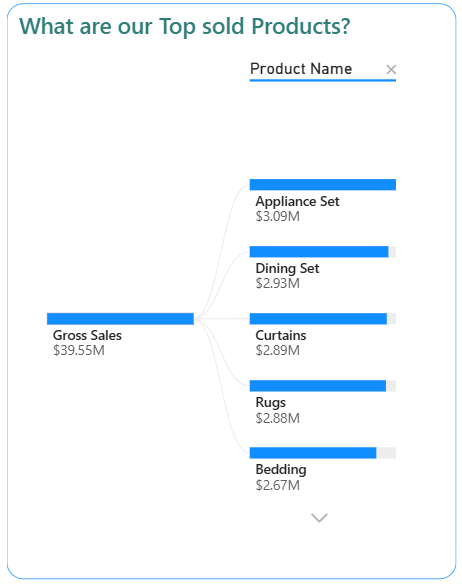 What are our Top sold Products?
Product Name
Appliance Set
$3.09M
Dining Set
$2.93M
Gross Sales
$39.55M
Curtains
$2.89M
Rugs
$2.88M
Bedding
$2.67M